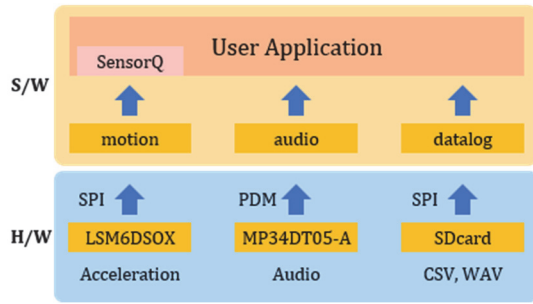 User Application
SensorQ
S/W
motion audio datalog
SPI PDM SPI
H/W
LSM6DSOX MP34DT05-A SDcard
Acceleration Audio CSV, WAV